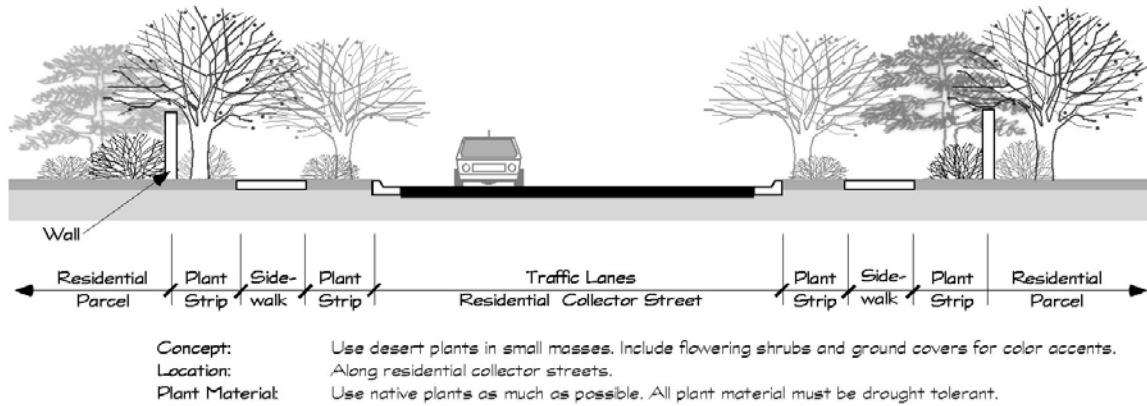 Wall
Residential Parcel
Plant Strip
Side-walk
Plant Strip
Traffic Lanes
Residential Collector Street
Plant Strip
Side-walk
Plant Strip
Residential Parcel
Concept: Use desert plants in small masses. Include flowering shrubs and ground covers for color accents.
Location: Along residential collector streets.
Plant Material: Use native plants as much as possible. All plant material must be drought tolerant.